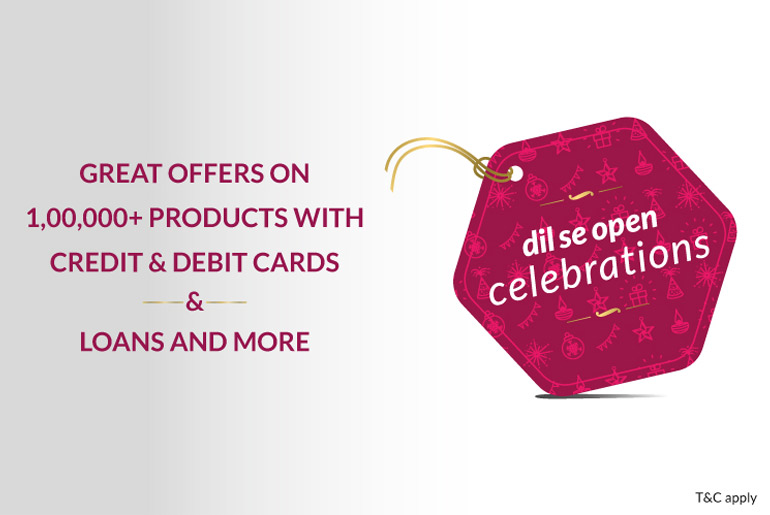 GREAT OFFERS ON
1,00,000+ PRODUCTS WITH
CREDIT & DEBIT CARDS
&
LOANS AND MORE
dil se open
celebrations
T&C apply